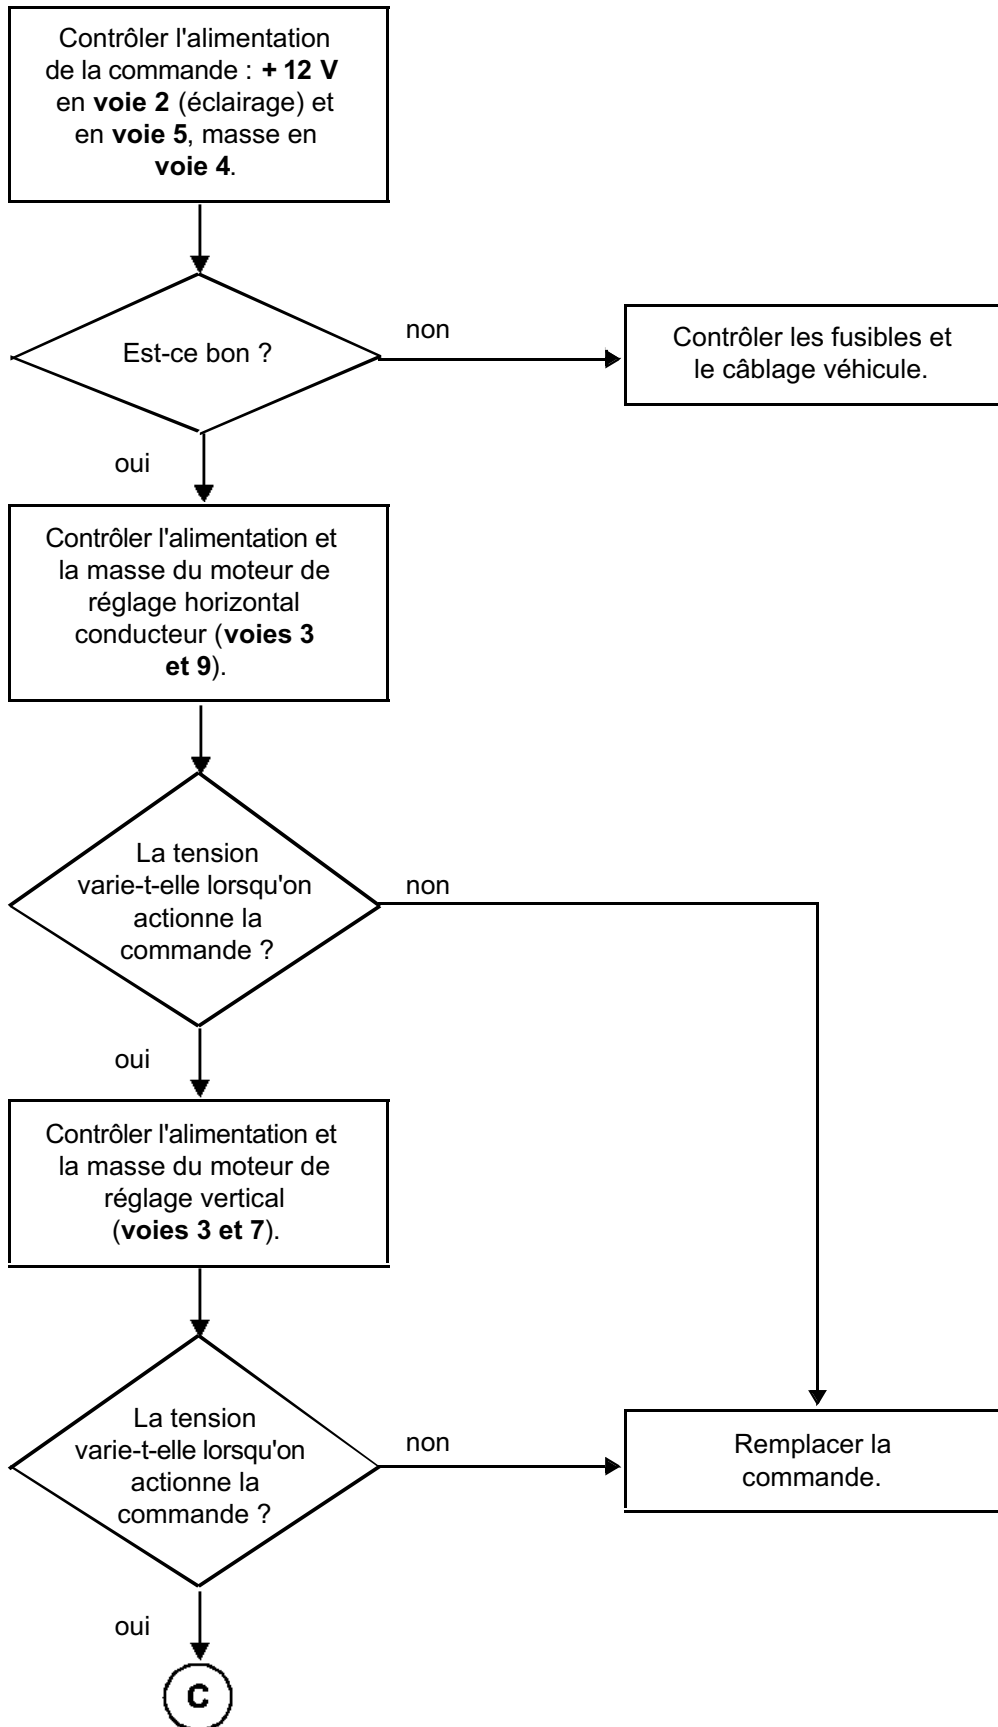 Contrôler l'alimentation
de la commande : + 12 V
en voie 2 (éclairage) et
en voie 5, masse en
voie 4.
Est-ce bon ?
non
Contrôler les fusibles et
le câblage véhicule.
oui
Contrôler l'alimentation et
la masse du moteur de
réglage horizontal
conducteur (voies 3
et 9).
La tension
varie-t-elle lorsqu'on
actionne la
commande ?
non
oui
Contrôler l'alimentation et
la masse du moteur de
réglage vertical
(voies 3 et 7).
La tension
varie-t-elle lorsqu'on
actionne la
commande ?
non
Remplacer la
commande.
oui
C